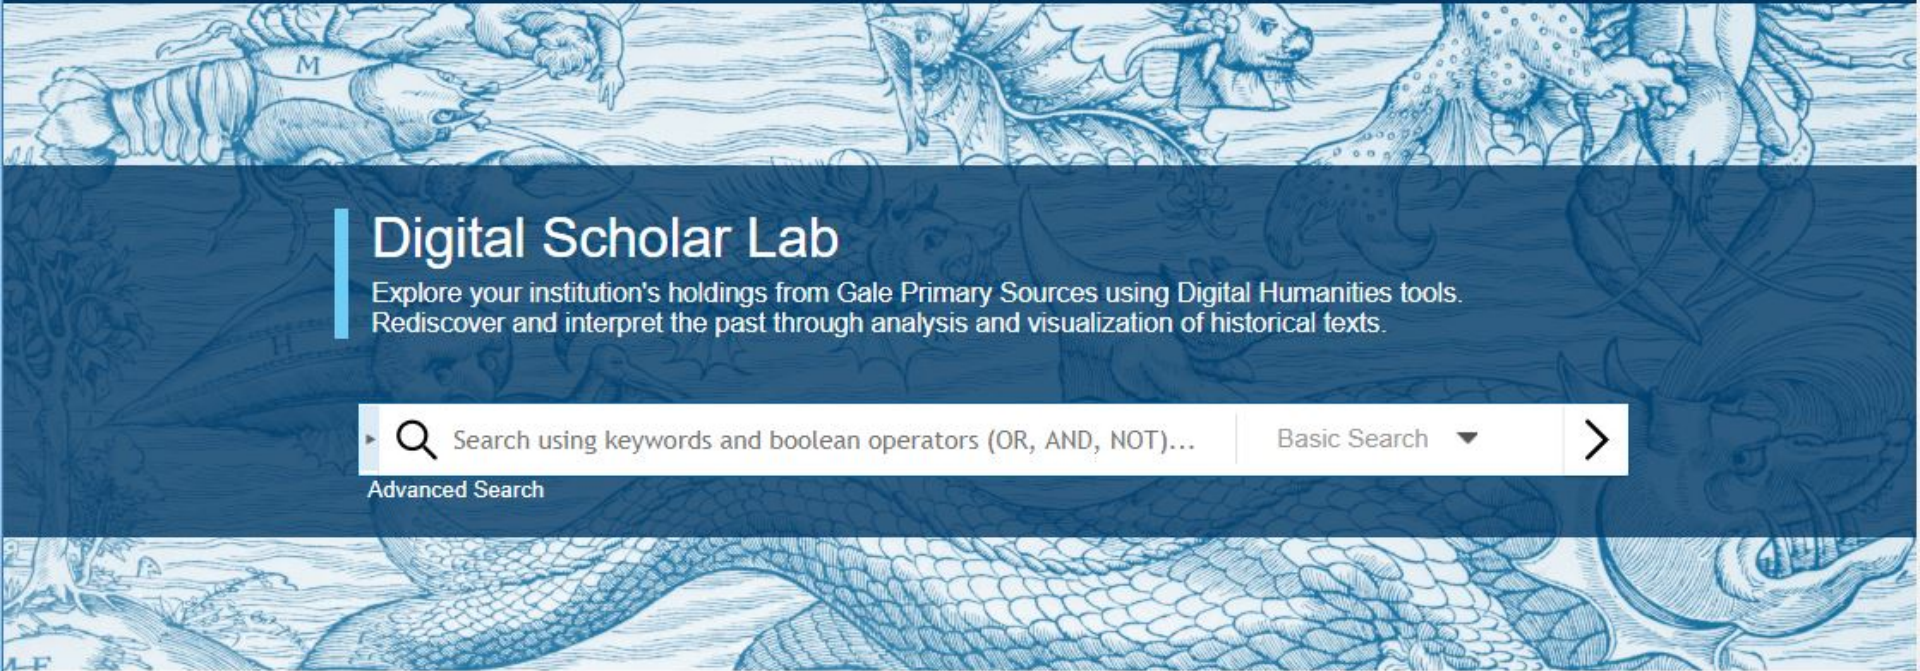 M
Digital Scholar Lab
Explore your institution's holdings from Gale Primary Sources using Digital Humanities tools.
Rediscover and interpret the past through analysis and visualization of historical texts.
H
Search using keywords and boolean operators (OR, AND, NOT)...
Basic Search
Advanced Search